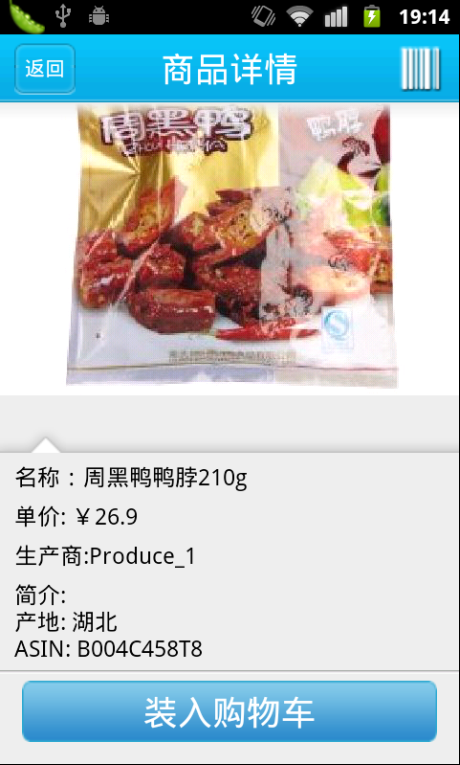 19:14
返回
商品详情
周黑鸭
鸭脖
名称：周黑鸭鸭脖210g
单价: ￥26.9
生产商:Produce_1
简介:
产地: 湖北
ASIN: B004C458T8
装入购物车